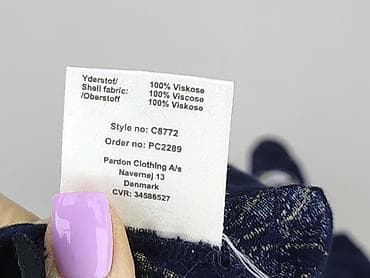 Yderstof/ 100% Viskose
Shell fabric: 100% Viscose
/Oberstoff 100% Viskose
Style no: C8772
Order no: PC2289
Pardon Clothing A/s
Navernej 13
Denmark
CVR: 34586527